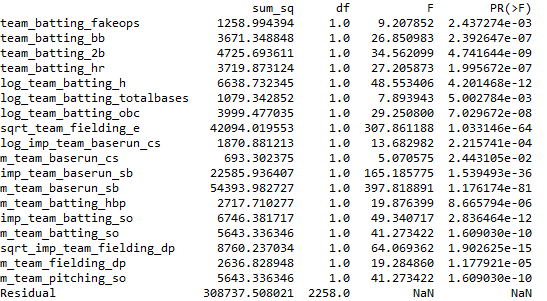 sum_sq df F PR(>F)
team_batting_fakeops 1258.994394 1.0 9.207852 2.437274e-03
team_batting_bb 3671.348848 1.0 26.850983 2.392647e-07
team_batting_2b 4725.693611 1.0 34.562099 4.741644e-09
team_batting_hr 3719.873124 1.0 27.205873 1.995672e-07
log_team_batting_h 6638.732345 1.0 48.553406 4.201468e-12
log_team_batting_totalbases 1079.342852 1.0 7.893943 5.002784e-03
log_team_batting_obc 3999.477035 1.0 29.250800 7.029672e-08
sqrt_team_fielding_e 42094.019553 1.0 307.861188 1.033146e-64
log_imp_team_baserun_cs 1870.881213 1.0 13.682982 2.215741e-04
m_team_baserun_cs 693.302375 1.0 5.070575 2.443105e-02
imp_team_baserun_sb 22585.936407 1.0 165.185775 1.539493e-36
m_team_baserun_sb 54393.982727 1.0 397.818891 1.176174e-81
m_team_batting_hbp 2717.710277 1.0 19.876399 8.665794e-06
imp_team_batting_so 6746.381717 1.0 49.340717 2.836464e-12
m_team_batting_so 5643.336346 1.0 41.273422 1.609030e-10
sqrt_imp_team_fielding_dp 8760.237034 1.0 64.069362 1.902625e-15
m_team_fielding_dp 2636.828948 1.0 19.284860 1.177921e-05
m_team_pitching_so 5643.336346 1.0 41.273422 1.609030e-10
Residual 308737.508021 2258.0 NaN NaN